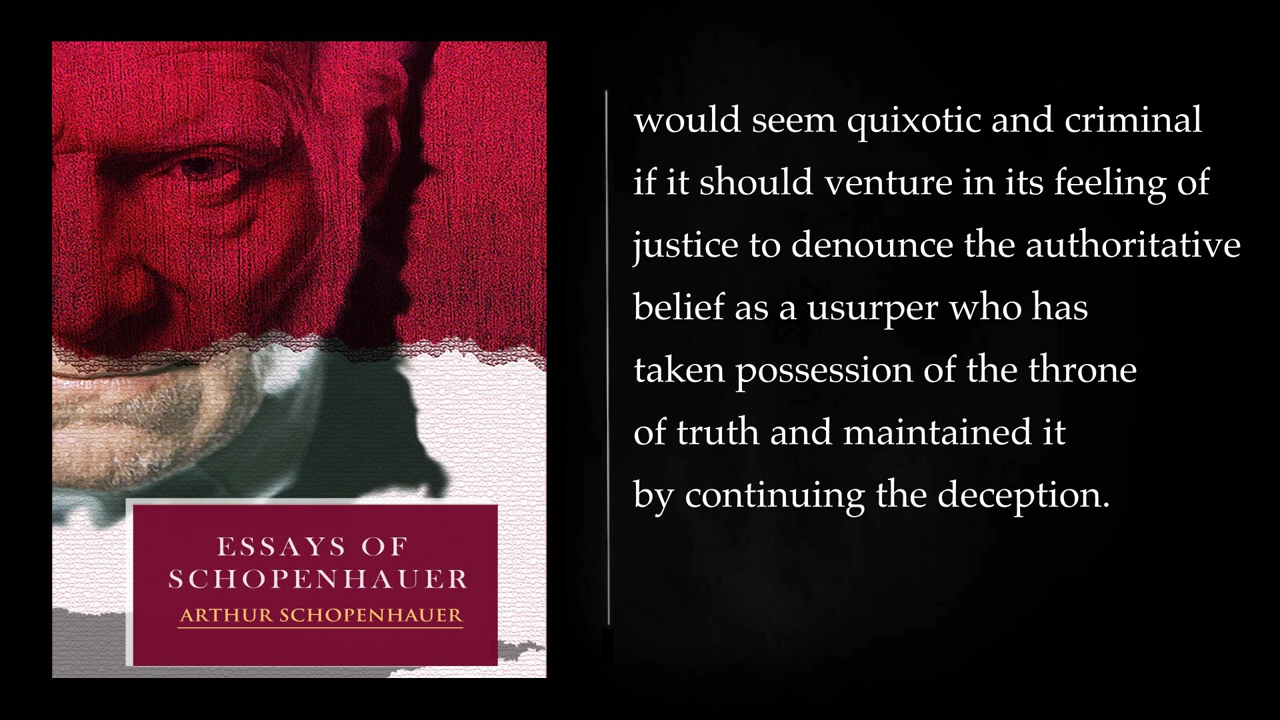 ESSAYS OF
SCHOPENHAUER
ARTHUR SCHOPENHAUER
would seem quixotic and criminal
if it should venture in its feeling of
justice to denounce the authoritative
belief as a usurper who has
taken possession of the throne
of truth and maintained it
by continuing the deception.